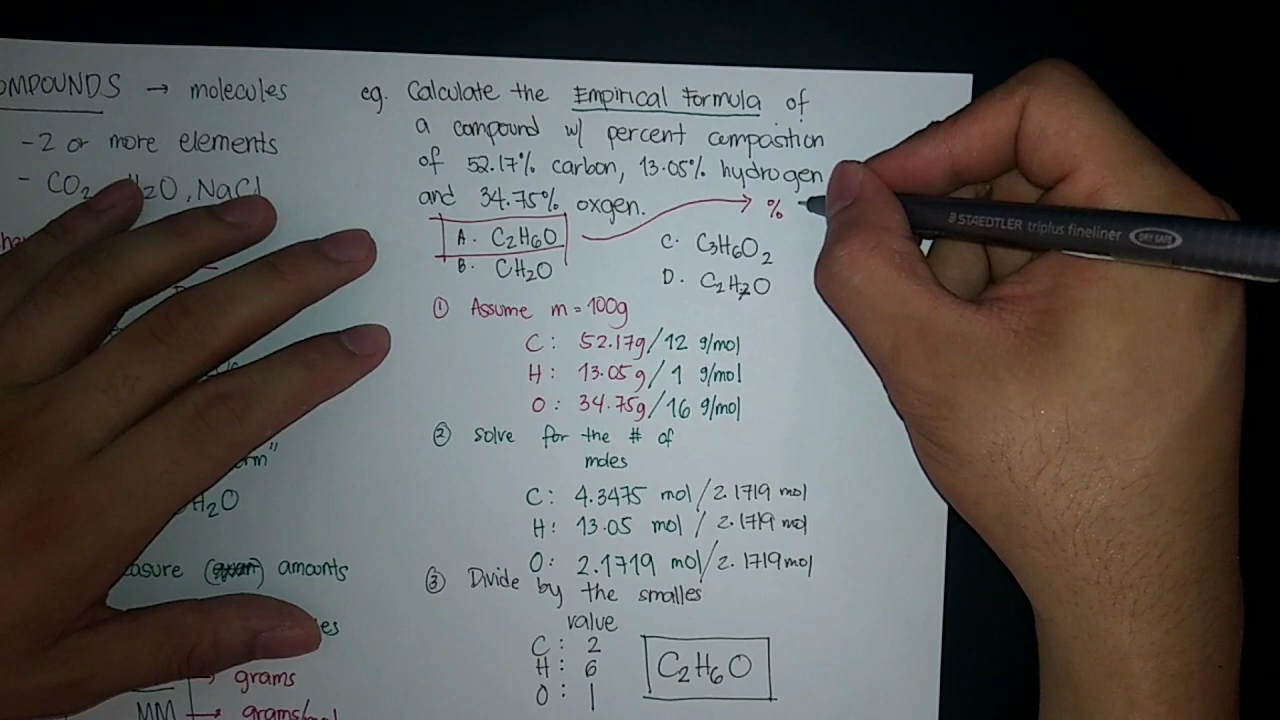 OMPOUNDS → molecules
-2 or more elements
- CO2, H2O, NaCl
H2O
amounts
grams
MM
eg. Calculate the Empirical Formula of
a compound w/ percent composition
of 52.17% carbon, 13.05% hydrogen
and 34.75% oxgen. → %
A. C2H6O
B. CH2O
C. C3H6O2
D. C2H7O
① Assume m = 100g
C: 52.17g/12 g/mol
H: 13.05g/1 g/mol
O: 34.75g/16 g/mol
② Solve for the # of
moles
C: 4.3475 mol/2.1719 mol
H: 13.05 mol / 2.1719 mol
O: 2.1719 mol/2.1719 mol
③ Divide by the smalles
value
C: 2
H: 6
O: 1
C2H6O
STAEDTLER triplus fineliner DRY SAFE